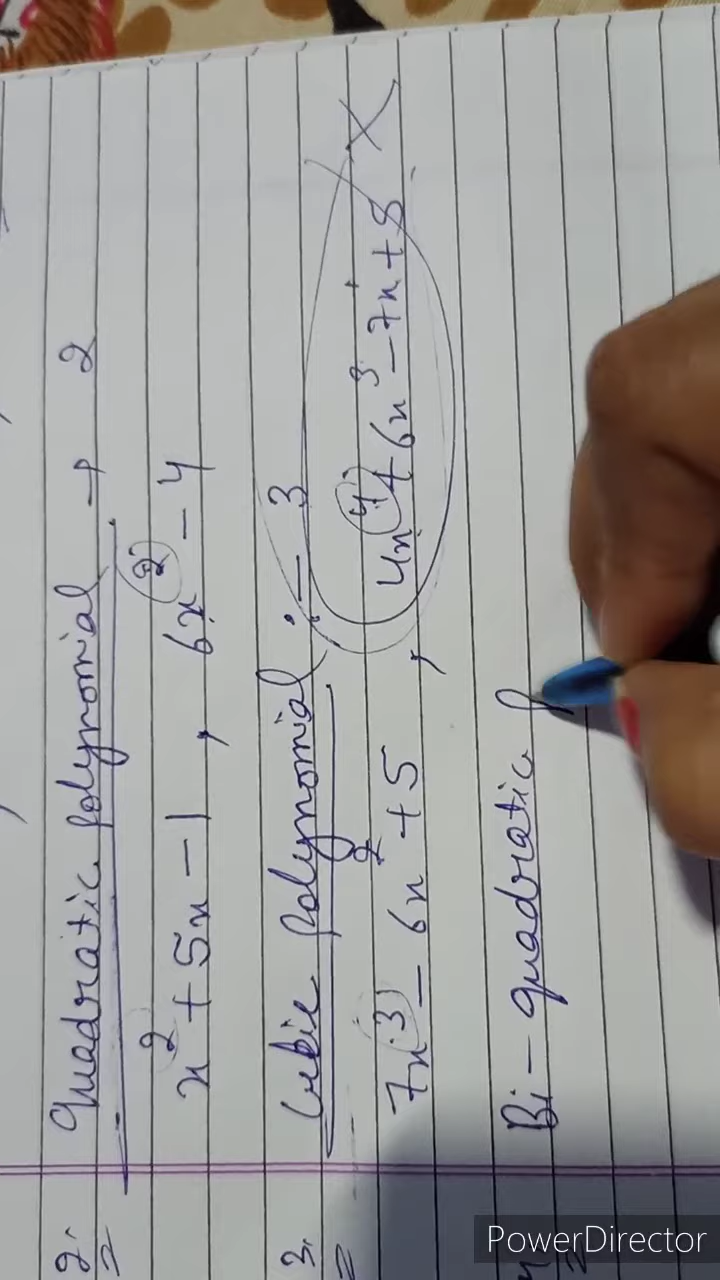 2. Quadratic polynomial → 2
x² + 5x - 1 , 6x² - 4
3. Cubic polynomial :- 3
7x³ - 6x² + 5 , 4x⁴ + 6x³ - 7x + 8
Bi-quadratic p
PowerDirector